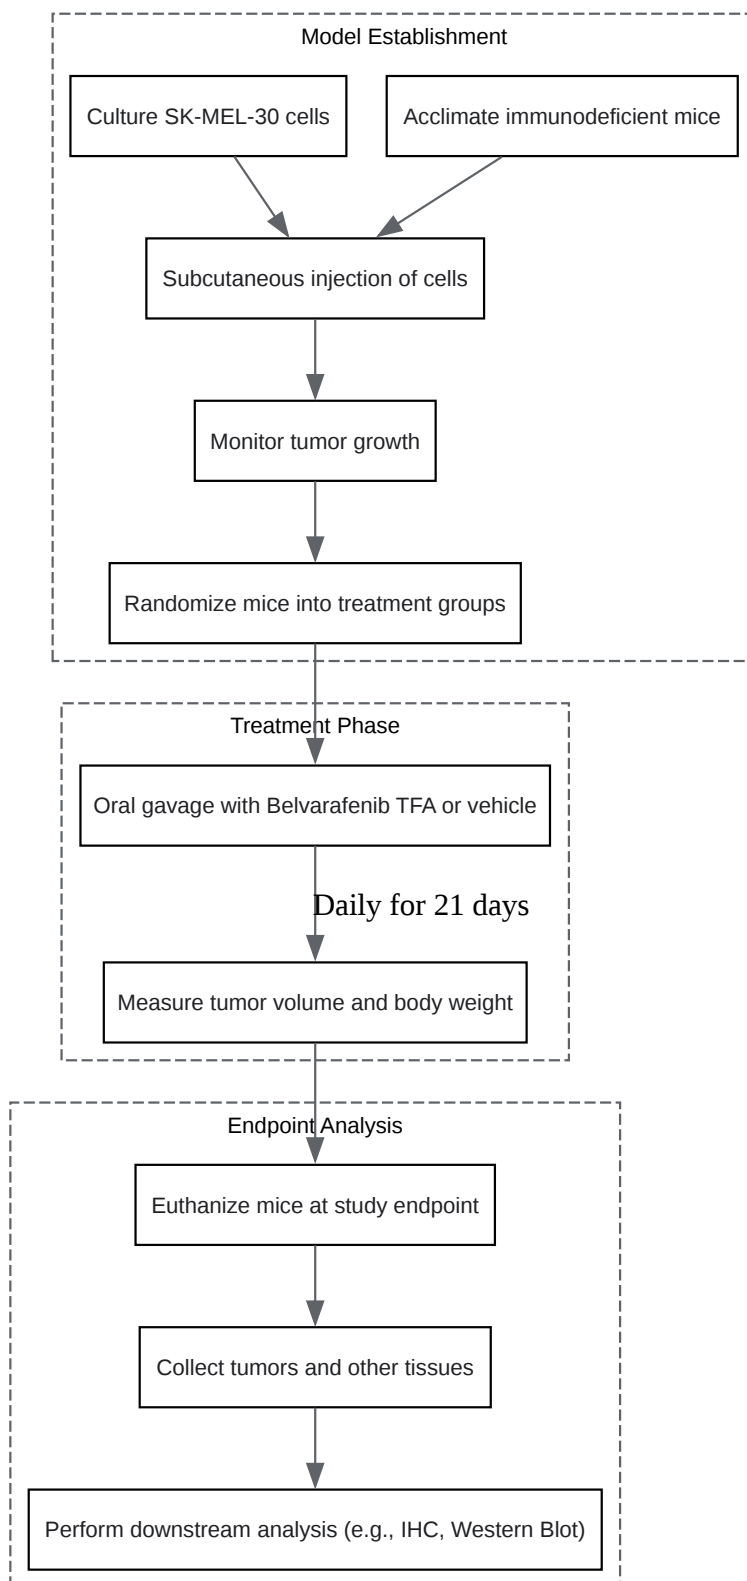 Model Establishment
Culture SK-MEL-30 cells
Acclimate immunodeficient mice
Subcutaneous injection of cells
Monitor tumor growth
Randomize mice into treatment groups
Treatment Phase
Oral gavage with Belvarafenib TFA or vehicle
Daily for 21 days
Measure tumor volume and body weight
Endpoint Analysis
Euthanize mice at study endpoint
Collect tumors and other tissues
Perform downstream analysis (e.g., IHC, Western Blot)